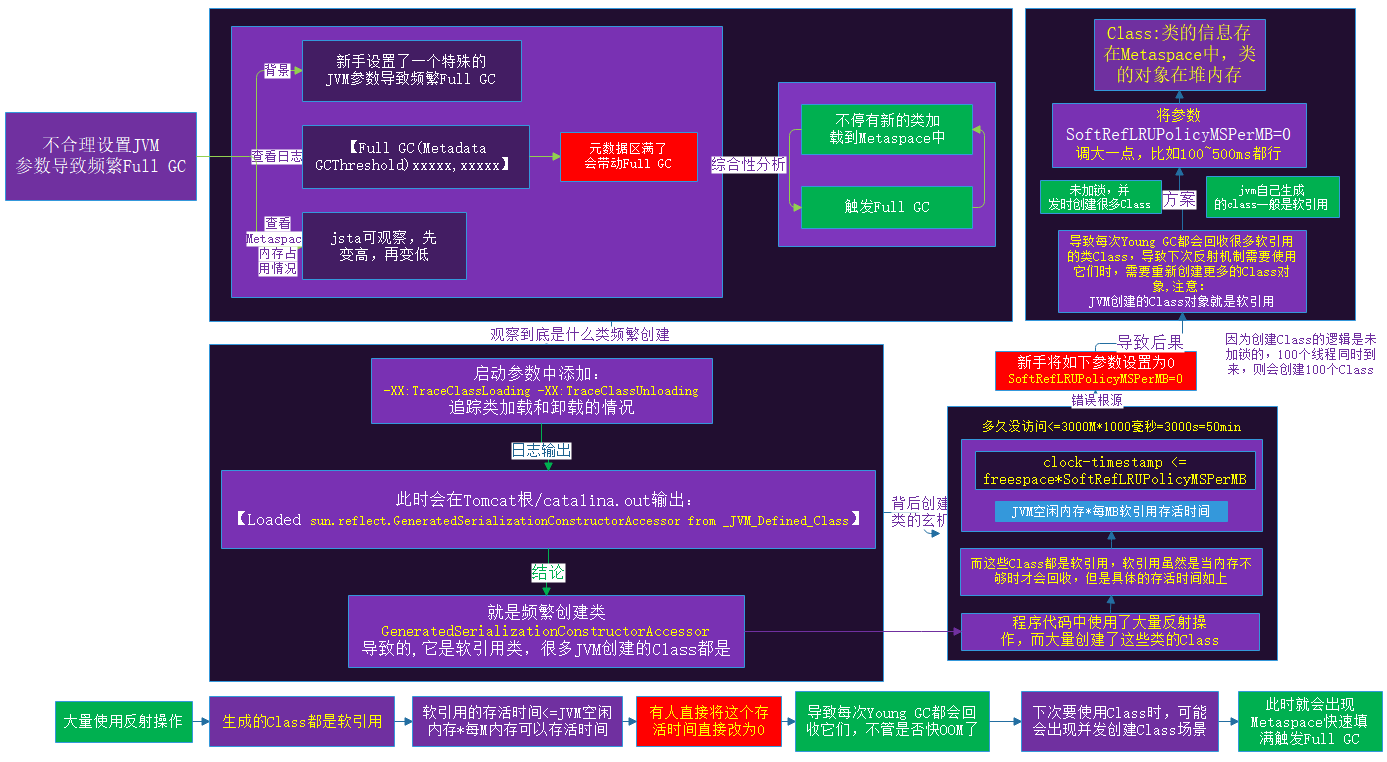 不合理设置JVM
参数导致频繁Full GC
背景
新手设置了一个特殊的
JVM参数导致频繁Full GC
查看日志
【Full GC(Metadata
GCThreshold)xxxxx,xxxxx】
元数据区满了
会带动Full GC
查看
Metaspac
内存占
用情况
jsta可观察，先
变高，再变低
综合性分析
不停有新的类加
载到Metaspace中
触发Full GC
观察到底是什么类频繁创建
启动参数中添加：
-XX:TraceClassLoading -XX:TraceClassUnloading
追踪类加载和卸载的情况
日志输出
此时会在Tomcat根/catalina.out输出：
【Loaded sun.reflect.GeneratedSerializationConstructorAccessor from _JVM_Defined_Class】
结论
就是频繁创建类
GeneratedSerializationConstructorAccessor
导致的,它是软引用类，很多JVM创建的Class都是
背后创建
类的玄机
程序代码中使用了大量反射操
作，而大量创建了这些类的Class
而这些Class都是软引用，软引用虽然是当内存不
够时才会回收，但是具体的存活时间如上
多久没访问<=3000M*1000毫秒=3000s=50min
clock-timestamp <=
freespace*SoftRefLRUPolicyMSPerMB
JVM空闲内存*每MB软引用存活时间
错误根源
新手将如下参数设置为0
SoftRefLRUPolicyMSPerMB=0
导致后果
因为创建Class的逻辑是未
加锁的，100个线程同时到
来，则会创建100个Class
导致每次Young GC都会回收很多软引用
的类Class，导致下次反射机制需要使用
它们时，需要重新创建更多的Class对
象,注意:
JVM创建的Class对象就是软引用
未加锁，并
发时创建很多Class
方案
jvm自己生成
的class一般是软引用
将参数
SoftRefLRUPolicyMSPerMB=0
调大一点，比如100~500ms都行
Class:类的信息存
在Metaspace中，类
的对象在堆内存
大量使用反射操作
生成的Class都是软引用
软引用的存活时间<=JVM空闲
内存*每M内存可以存活时间
有人直接将这个存
活时间直接改为0
导致每次Young GC都会回
收它们，不管是否快OOM了
下次要使用Class时，可能
会出现并发创建Class场景
此时就会出现
Metaspace快速填
满触发Full GC